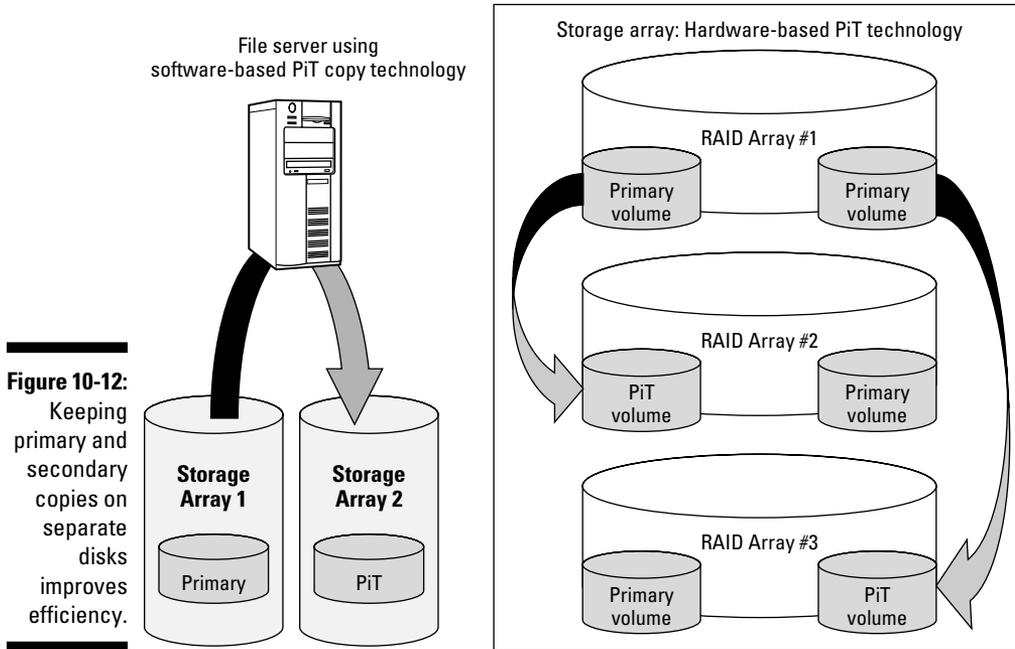 File server using
software-based PiT copy technology
Storage
Array 1
Primary
Storage
Array 2
PiT
Figure 10-12:
Keeping
primary and
secondary
copies on
separate
disks
improves
efficiency.
Storage array: Hardware-based PiT technology
RAID Array #1
Primary
volume
Primary
volume
RAID Array #2
PiT
volume
Primary
volume
RAID Array #3
Primary
volume
PiT
volume